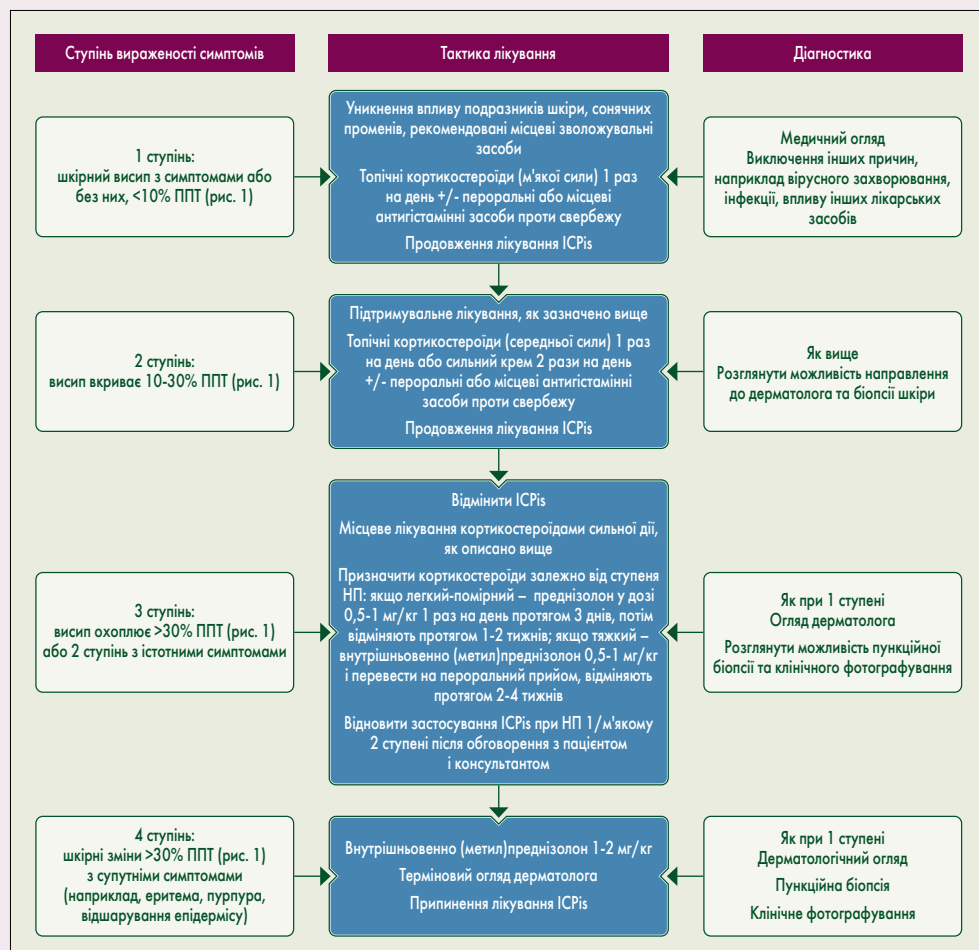 Ступінь вираженості симптомів
Тактика лікування
Діагностика
1 ступінь:
шкірний висип з симптомами або
без них, <10% ППТ (рис. 1)
Уникнення впливу подразників шкіри, сонячних
променів, рекомендовані місцеві зволожувальні
засоби
Топічні кортикостероїди (м'якої сили) 1 раз
на день +/- пероральні або місцеві
антигістамінні засоби проти свербежу
Продовження лікування ICPis
Медичний огляд
Виключення інших причин,
наприклад вірусного захворювання,
інфекції, впливу інших лікарських
засобів
2 ступінь:
висип вкриває 10-30% ППТ (рис. 1)
Підтримувальне лікування, як зазначено вище
Топічні кортикостероїди (середньої сили) 1 раз
на день або сильний крем 2 рази на день
+/- пероральні або місцеві антигістамінні
засоби проти свербежу
Продовження лікування ICPis
Як вище
Розглянути можливість направлення
до дерматолога та біопсії шкіри
3 ступінь:
висип охоплює >30% ППТ (рис. 1)
або 2 ступінь з істотними симптомами
Відмінити ICPis
Місцеве лікування кортикостероїдами сильної дії,
як описано вище
Призначити кортикостероїди залежно від ступеня
НП: якщо легкий-помірний – преднізолон у дозі
0,5-1 мг/кг 1 раз на день протягом 3 днів, потім
відміняють протягом 1-2 тижнів; якщо тяжкий –
внутрішньовенно (метил)преднізолон 0,5-1 мг/кг
і перевести на пероральний прийом, відміняють
протягом 2-4 тижнів
Відновити застосування ICPis при НП 1/м'якому
2 ступені після обговорення з пацієнтом
і консультантом
Як при 1 ступені
Огляд дерматолога
Розглянути можливість пункційної
біопсії та клінічного фотографування
4 ступінь:
шкірні зміни >30% ППТ (рис. 1)
з супутніми симптомами
(наприклад, еритема, пурпура,
відшарування епідермісу)
Внутрішньовенно (метил)преднізолон 1-2 мг/кг
Терміновий огляд дерматолога
Припинення лікування ICPis
Як при 1 ступені
Дерматологічний огляд
Пункційна біопсія
Клінічне фотографування